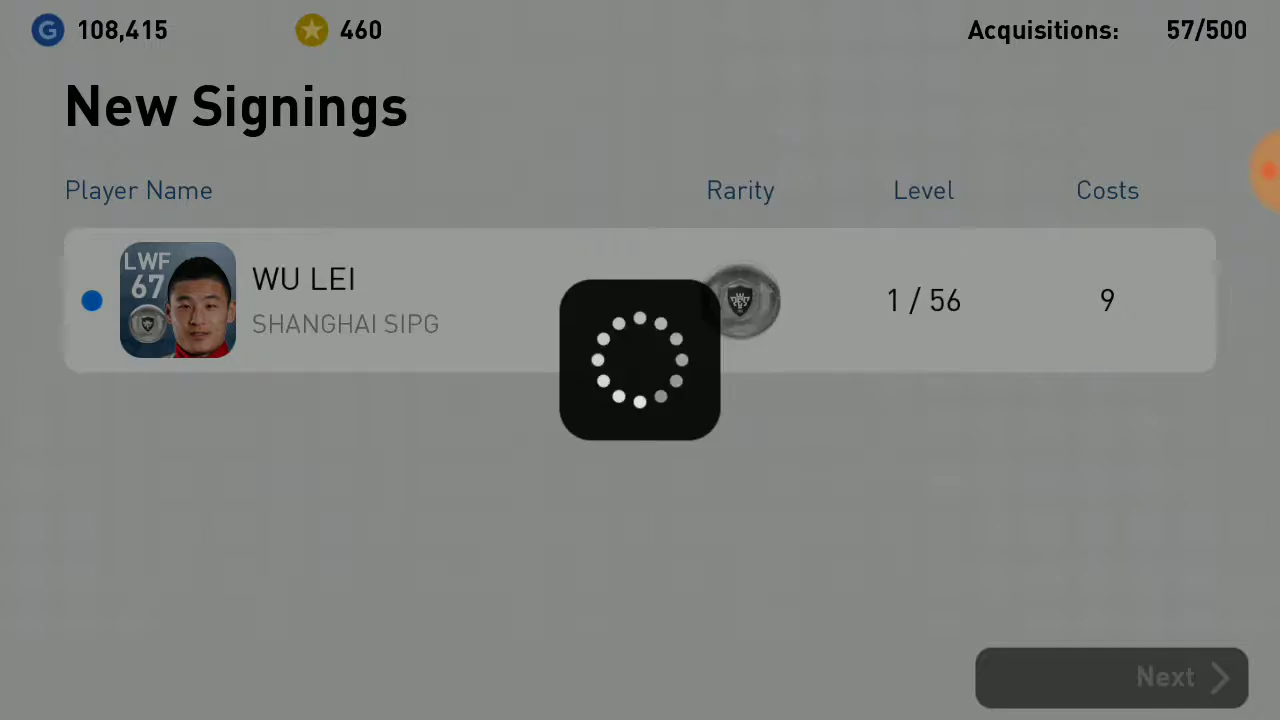 G 108,415 460 Acquisitions: 57/500
New Signings
Player Name Rarity Level Costs
LWF
67
WU LEI
SHANGHAI SIPG
1 / 56
9
Next